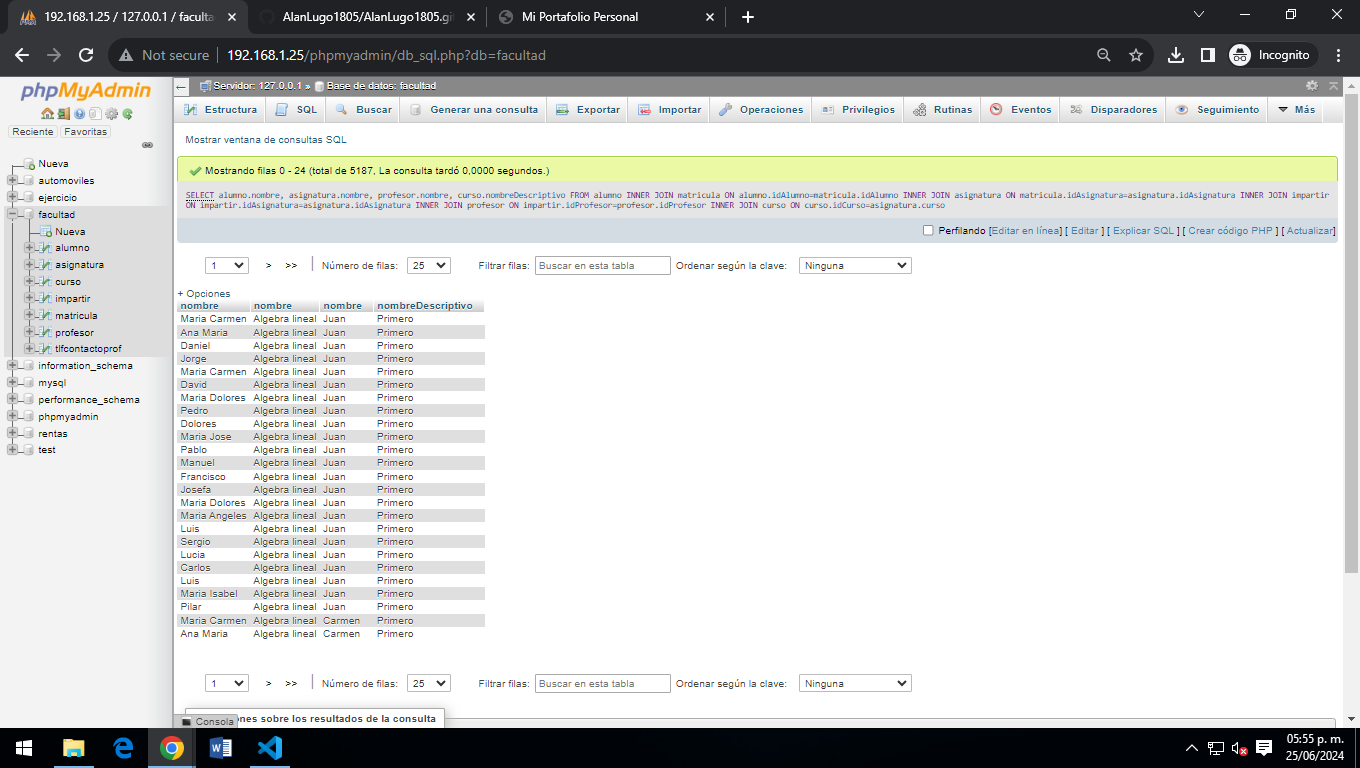 192.168.1.25 / 127.0.0.1 / faculta
AlanLugo1805/AlanLugo1805.git
Mi Portafolio Personal
Not secure 192.168.1.25/phpmyadmin/db_sql.php?db=facultad
Incognito
phpMyAdmin
Reciente Favoritas
Nueva
automoviles
ejercicio
facultad
Nueva
alumno
asignatura
curso
impartir
matricula
profesor
tlfcontactoprof
information_schema
mysql
performance_schema
phpmyadmin
rentas
test
Servidor: 127.0.0.1 » Base de datos: facultad
Estructura SQL Buscar Generar una consulta Exportar Importar Operaciones Privilegios Rutinas Eventos Disparadores Seguimiento Más
Mostrar ventana de consultas SQL
Mostrando filas 0 - 24 (total de 5187, La consulta tardó 0,0000 segundos.)
SELECT alumno.nombre, asignatura.nombre, profesor.nombre, curso.nombreDescriptivo FROM alumno INNER JOIN matricula ON alumno.idAlumno=matricula.idAlumno INNER JOIN asignatura ON matricula.idAsignatura=asignatura.idAsignatura INNER JOIN impartir
ON impartir.idAsignatura=asignatura.idAsignatura INNER JOIN profesor ON impartir.idProfesor=profesor.idProfesor INNER JOIN curso ON curso.idCurso=asignatura.curso
Perfilando [Editar en línea] [ Editar ] [ Explicar SQL ] [ Crear código PHP ] [ Actualizar]
1 > >> Número de filas: 25 Filtrar filas: Buscar en esta tabla Ordenar según la clave: Ninguna
+ Opciones
nombre nombre nombre nombreDescriptivo
Maria Carmen Algebra lineal Juan Primero
Ana Maria Algebra lineal Juan Primero
Daniel Algebra lineal Juan Primero
Jorge Algebra lineal Juan Primero
Maria Carmen Algebra lineal Juan Primero
David Algebra lineal Juan Primero
Maria Dolores Algebra lineal Juan Primero
Pedro Algebra lineal Juan Primero
Dolores Algebra lineal Juan Primero
Maria Jose Algebra lineal Juan Primero
Pablo Algebra lineal Juan Primero
Manuel Algebra lineal Juan Primero
Francisco Algebra lineal Juan Primero
Josefa Algebra lineal Juan Primero
Maria Dolores Algebra lineal Juan Primero
Maria Angeles Algebra lineal Juan Primero
Luis Algebra lineal Juan Primero
Sergio Algebra lineal Juan Primero
Lucia Algebra lineal Juan Primero
Carlos Algebra lineal Juan Primero
Luis Algebra lineal Juan Primero
Maria Isabel Algebra lineal Juan Primero
Pilar Algebra lineal Juan Primero
Maria Carmen Algebra lineal Carmen Primero
Ana Maria Algebra lineal Carmen Primero
1 > >> Número de filas: 25 Filtrar filas: Buscar en esta tabla Ordenar según la clave: Ninguna
ones sobre los resultados de la consulta
Consola
05:55 p. m.
25/06/2024